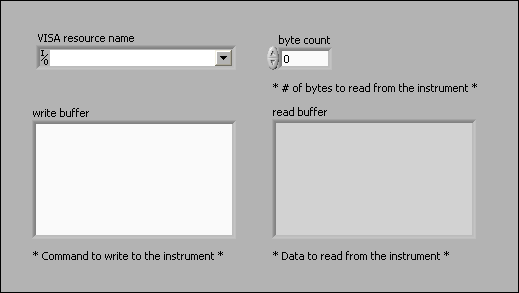 VISA resource name
byte count
I/O
0
* # of bytes to read from the instrument *
write buffer
read buffer
* Command to write to the instrument *
* Data to read from the instrument *